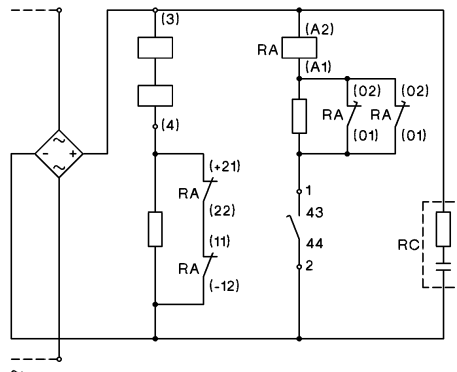 (3)
(A2)
RA
(A1)
(02) (02)
RA RA
(01) (01)
(4)
- ~ + ~
(+21)
RA
(22)
(11)
RA
(-12)
1
43
44
2
RC